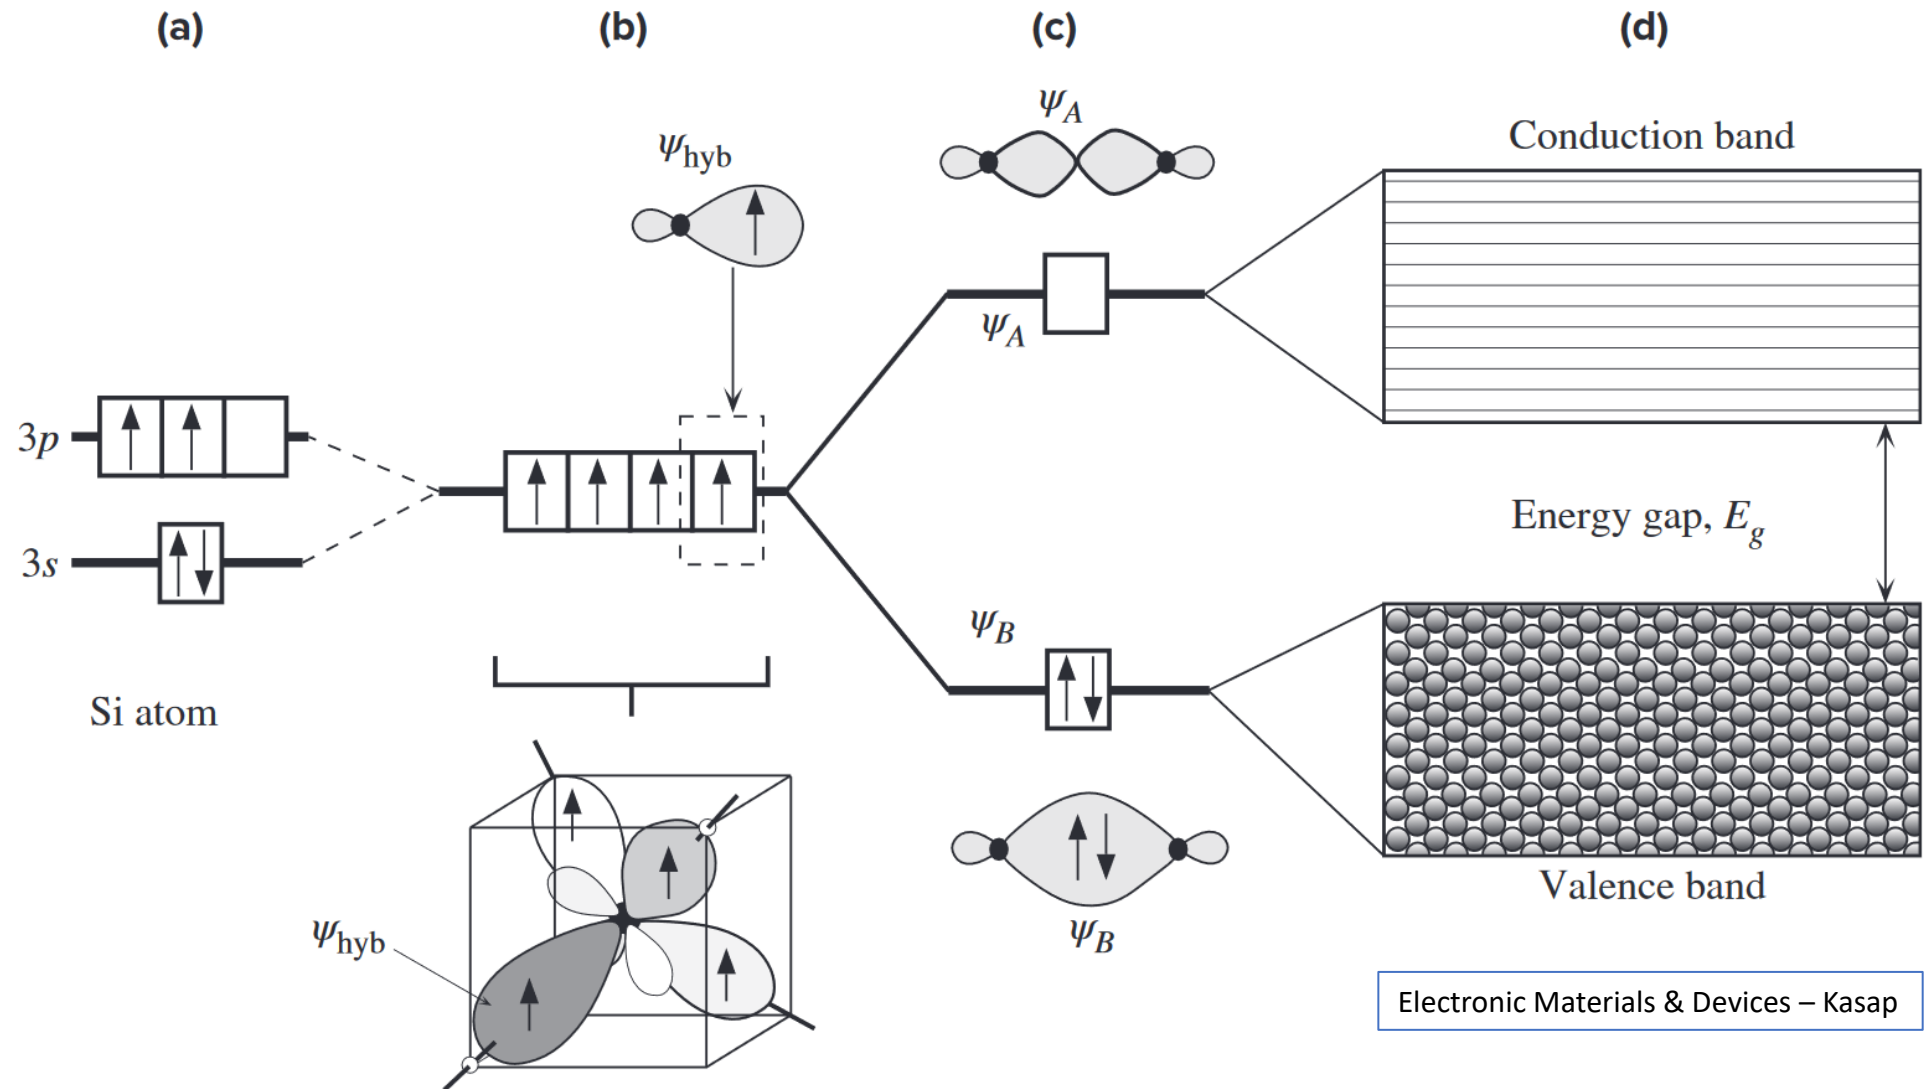 (a)
(b)
(c)
(d)
ψA
Conduction band
ψhyb
ψA
3p
Energy gap, Eg
3s
ψB
Si atom
Valence band
ψhyb
ψB
Electronic Materials & Devices – Kasap